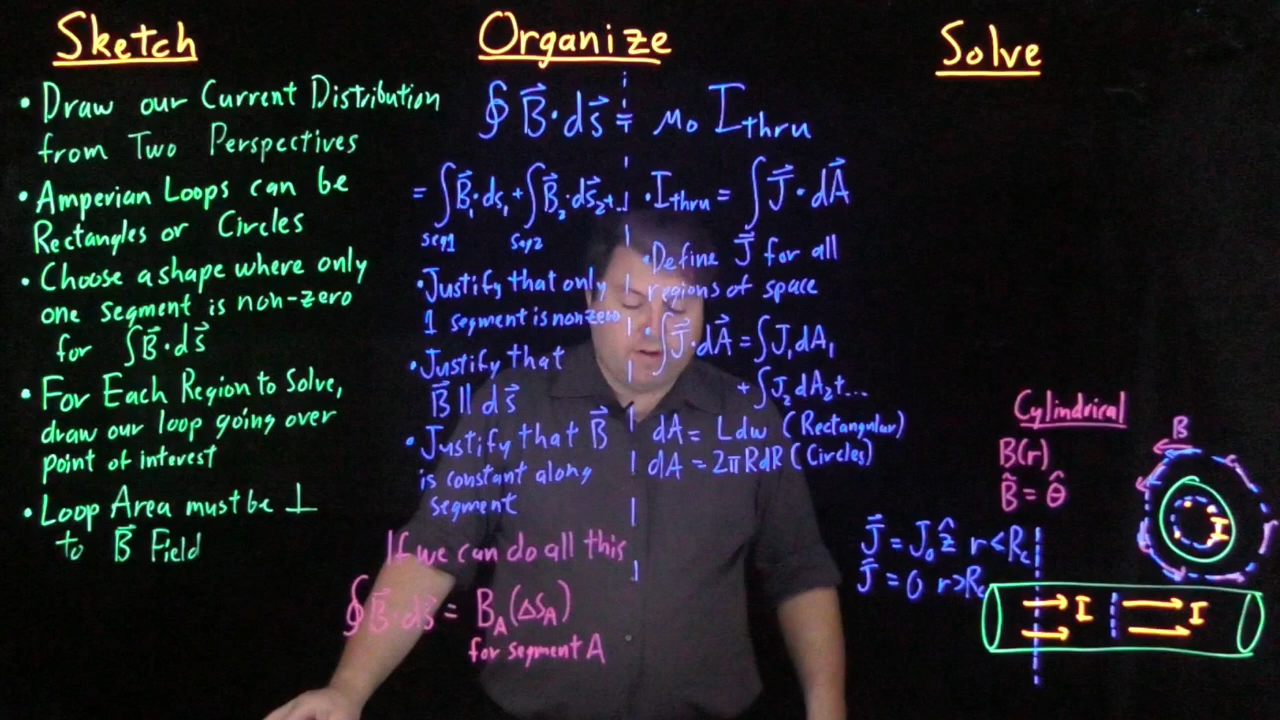 Sketch
• Draw our Current Distribution
from Two Perspectives
• Amperian Loops can be
Rectangles or Circles
• Choose a shape where only
one segment is non-zero
for ∫B⃗·ds⃗
• For Each Region to Solve,
draw our loop going over
point of interest
• Loop Area must be ⊥
to B⃗ Field
Organize
∮B⃗·ds⃗ = μ₀ I_thru
= ∫B⃗₁·ds₁ + ∫B⃗₂·ds⃗₂+..
seg1 seg2
• Justify that only
1 segment is nonzero
• Justify that
B⃗ || ds⃗
• Justify that B⃗
is constant along
segment
If we can do all this
∮B⃗·ds⃗ = B_A(ΔS_A)
for segment A
• I_thru = ∫J⃗·dA⃗
• Define J⃗ for all
regions of space
• ∫J⃗·dA⃗ = ∫J₁dA₁
+ ∫J₂dA₂+...
dA = Ldw (Rectangular)
dA = 2πRdR (Circles)
Solve
Cylindrical
B(r)
B̂ = θ̂
B
I
J⃗ = J₀ẑ r<R_c
J⃗ = 0 r>R_c
I I